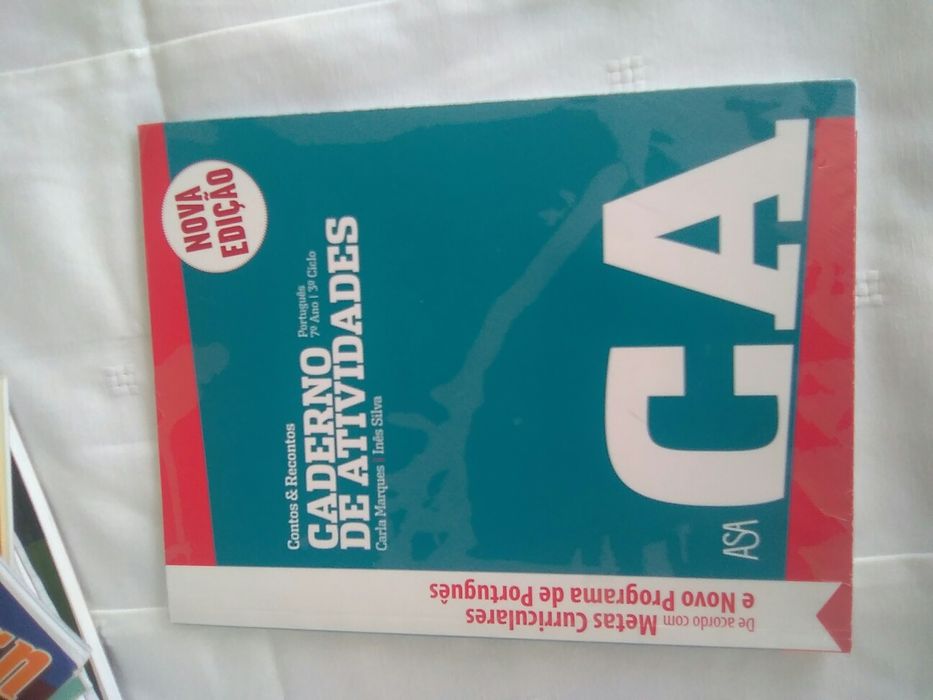 NOVA
EDIÇÃO
Contos & Recontos
CADERNO
Português
7º Ano | 3º Ciclo
DE ATIVIDADES
Carla Marques | Inês Silva
CA
ASA
De acordo com Metas Curriculares
e Novo Programa de Português